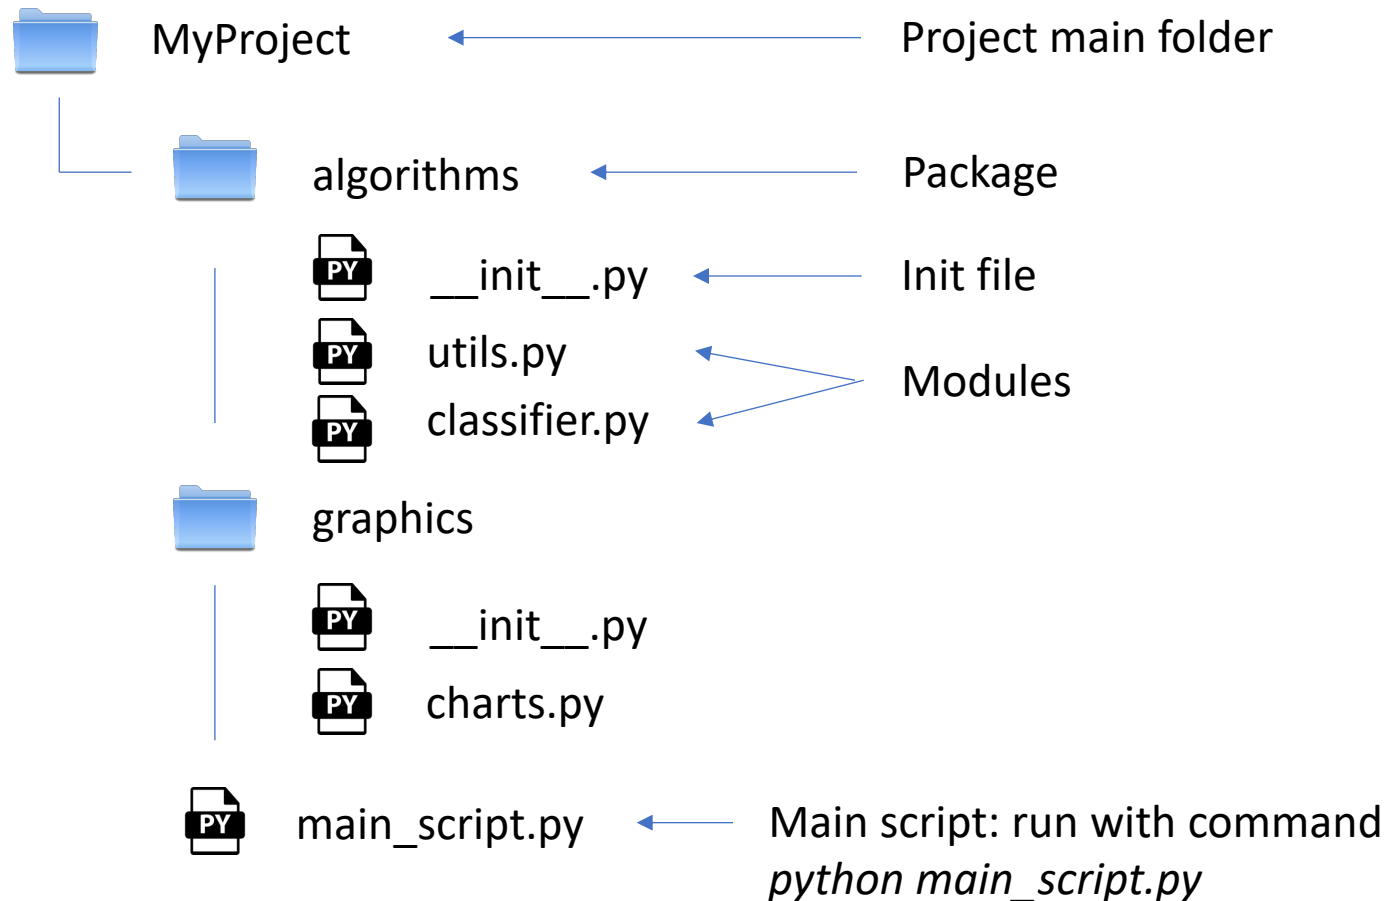 MyProject
Project main folder
algorithms
Package
PY
__init__.py
Init file
PY
utils.py
PY
classifier.py
Modules
graphics
PY
__init__.py
PY
charts.py
PY
main_script.py
Main script: run with command
python main_script.py